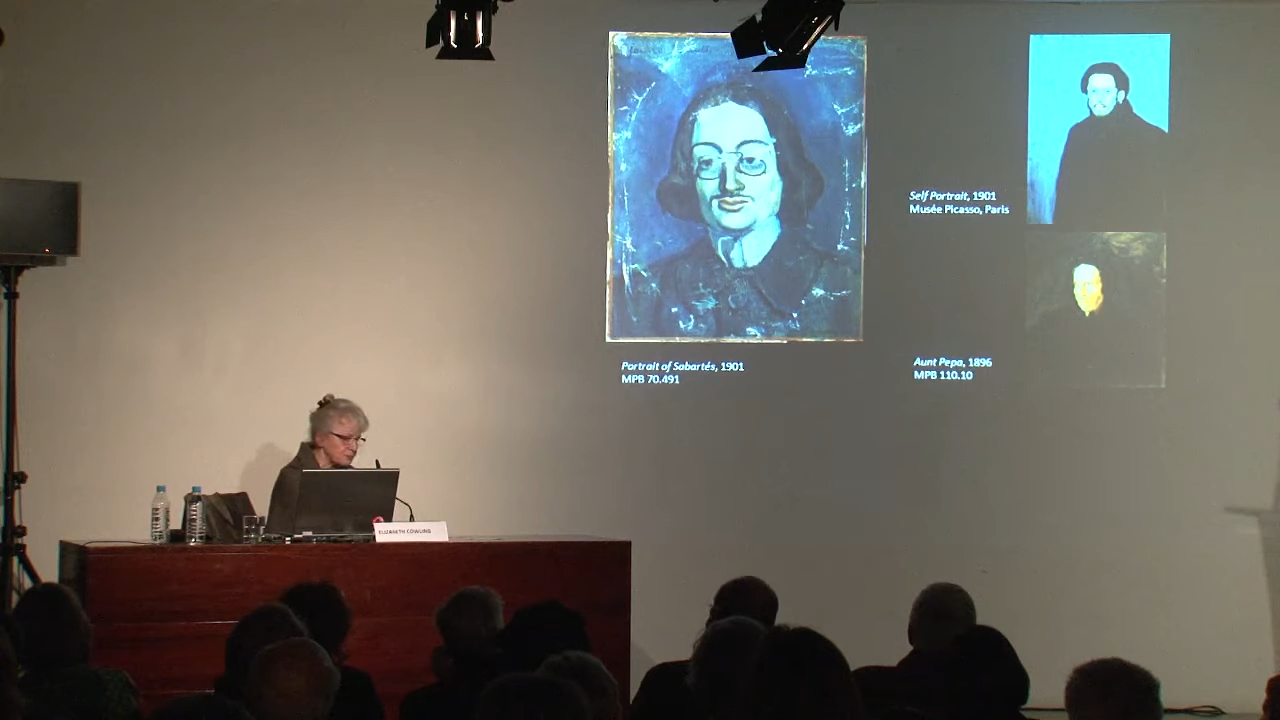 Portrait of Sabartés, 1901
MPB 70.491
Self Portrait, 1901
Musée Picasso, Paris
Aunt Pepa, 1896
MPB 110.10
ELIZABETH COWLING